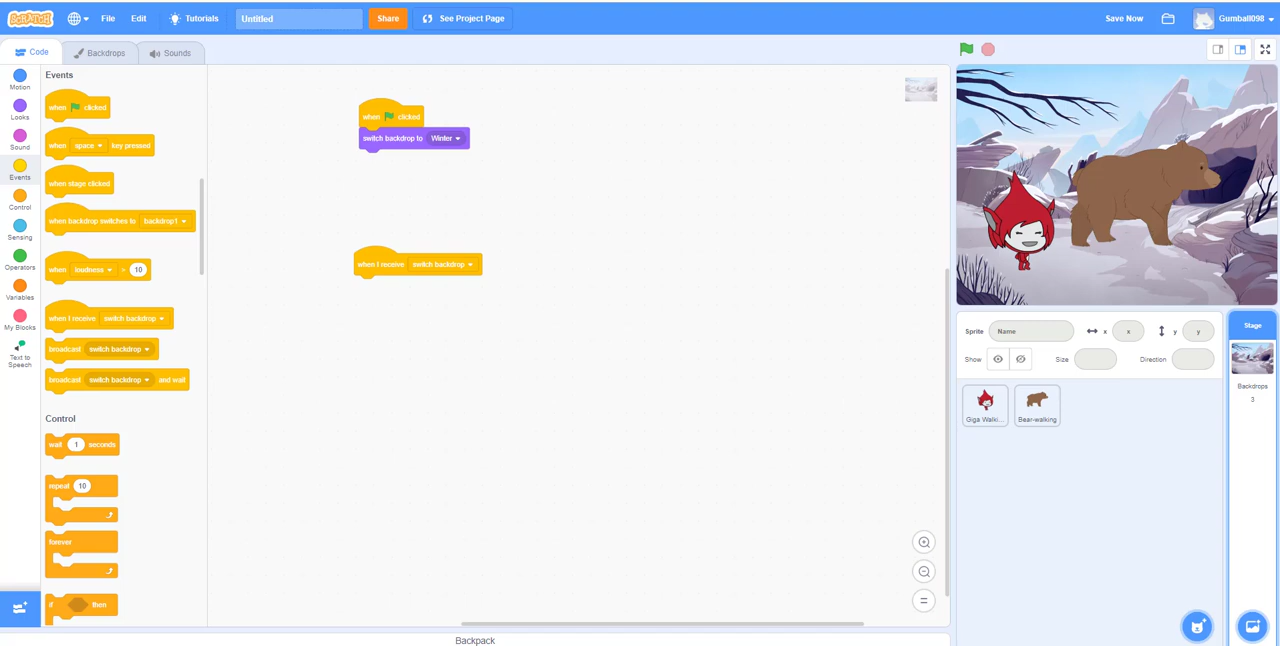 SCRATCH File Edit Tutorials Untitled Share See Project Page Save Now Gumball098
Code Backdrops Sounds
Motion
Looks
Sound
Events
Control
Sensing
Operators
Variables
My Blocks
Text to
Speech
Events
when clicked
when space key pressed
when stage clicked
when backdrop switches to backdrop1
when loudness > 10
when I receive switch backdrop
broadcast switch backdrop
broadcast switch backdrop and wait
Control
wait 1 seconds
repeat 10
forever
if then
when clicked
switch backdrop to Winter
when I receive switch backdrop
Backpack
Sprite Name x x y y
Show Size Direction
Giga Walki... Bear-walking
Stage
Backdrops
3